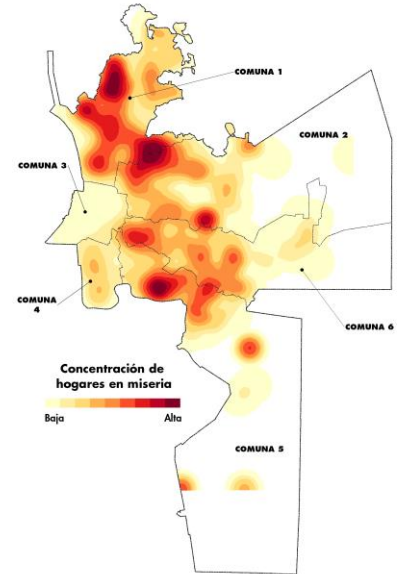 COMUNA 1
COMUNA 2
COMUNA 3
COMUNA
4
COMUNA 6
Concentración de
hogares en miseria
Baja
Alta
COMUNA 5